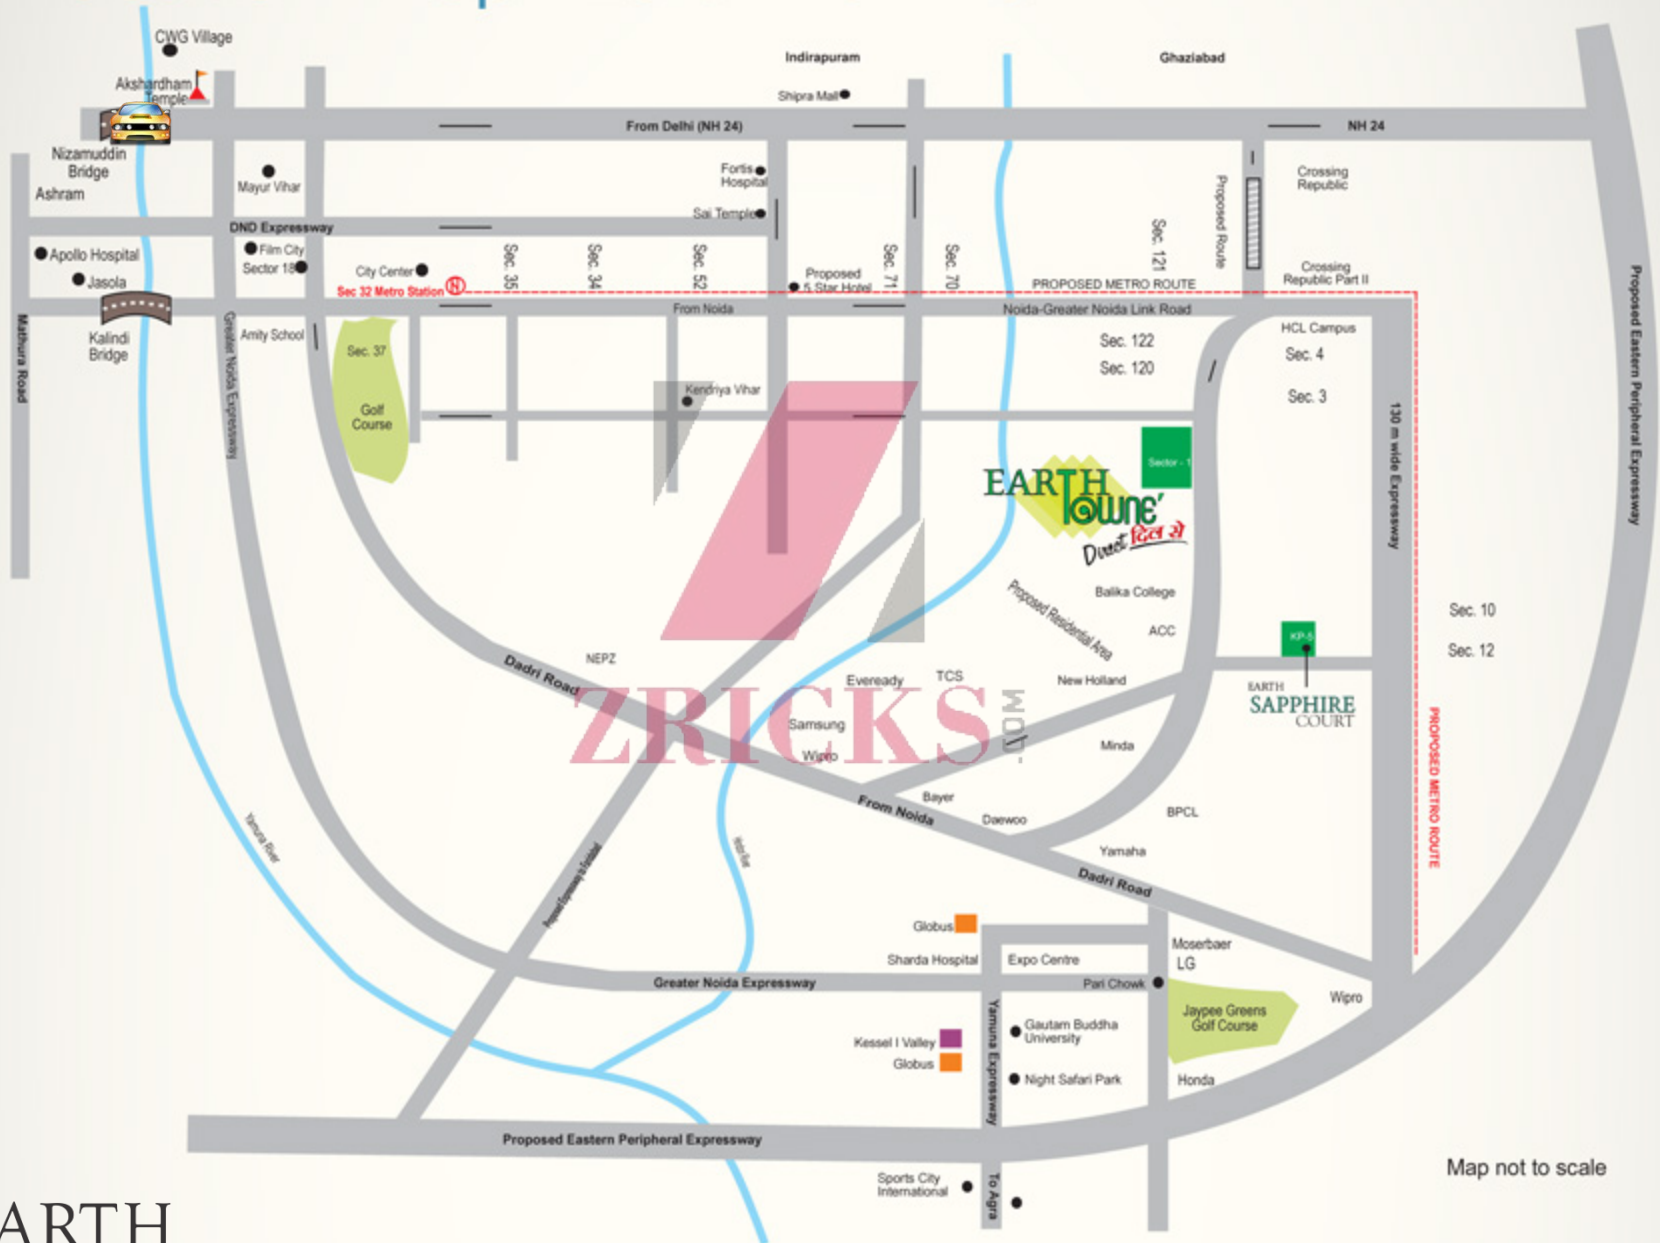 CWG Village
Akshardham
Temple
Indirapuram
Ghaziabad
Shipra Mall
From Delhi (NH 24)
NH 24
Nizamuddin
Bridge
Ashram
Mayur Vihar
Fortis
Hospital
Sai Temple
Crossing
Republic
Proposed Route
Sec. 121
DND Expressway
Apollo Hospital
Jasola
Film City
Sector 18
City Center
Sec 32 Metro Station
N
Sec. 35
Sec. 34
Sec. 52
Proposed
5 Star Hotel
Sec. 71
Sec. 70
PROPOSED METRO ROUTE
Crossing
Republic Part II
From Noida
Noida-Greater Noida Link Road
Kalindi
Bridge
Mathura Road
Greater Noida Expressway
Amity School
Sec. 37
Golf
Course
Kendriya Vihar
Sec. 122
Sec. 120
HCL Campus
Sec. 4
Sec. 3
130 m wide Expressway
Proposed Eastern Peripheral Expressway
Sector - 1
EARTH
Towne'
Direct दिल से
Balika College
Proposed Residential Area
ACC
New Holland
KP-5
EARTH
SAPPHIRE
COURT
Sec. 10
Sec. 12
PROPOSED METRO ROUTE
NEPZ
Dadri Road
Eveready
TCS
ZRICKS
.COM
Samsung
Wipro
Minda
Bayer
From Noida
Daewoo
BPCL
Yamaha
Dadri Road
Yamuna River
Proposed Expressway to Faridabad
Globus
Sharda Hospital
Expo Centre
Moserbaer
LG
Greater Noida Expressway
Pari Chowk
Wipro
Jaypee Greens
Golf Course
Yamuna Expressway
Gautam Buddha
University
Kessel I Valley
Globus
Night Safari Park
Honda
Proposed Eastern Peripheral Expressway
Sports City
International
To Agra
Map not to scale
ARTH